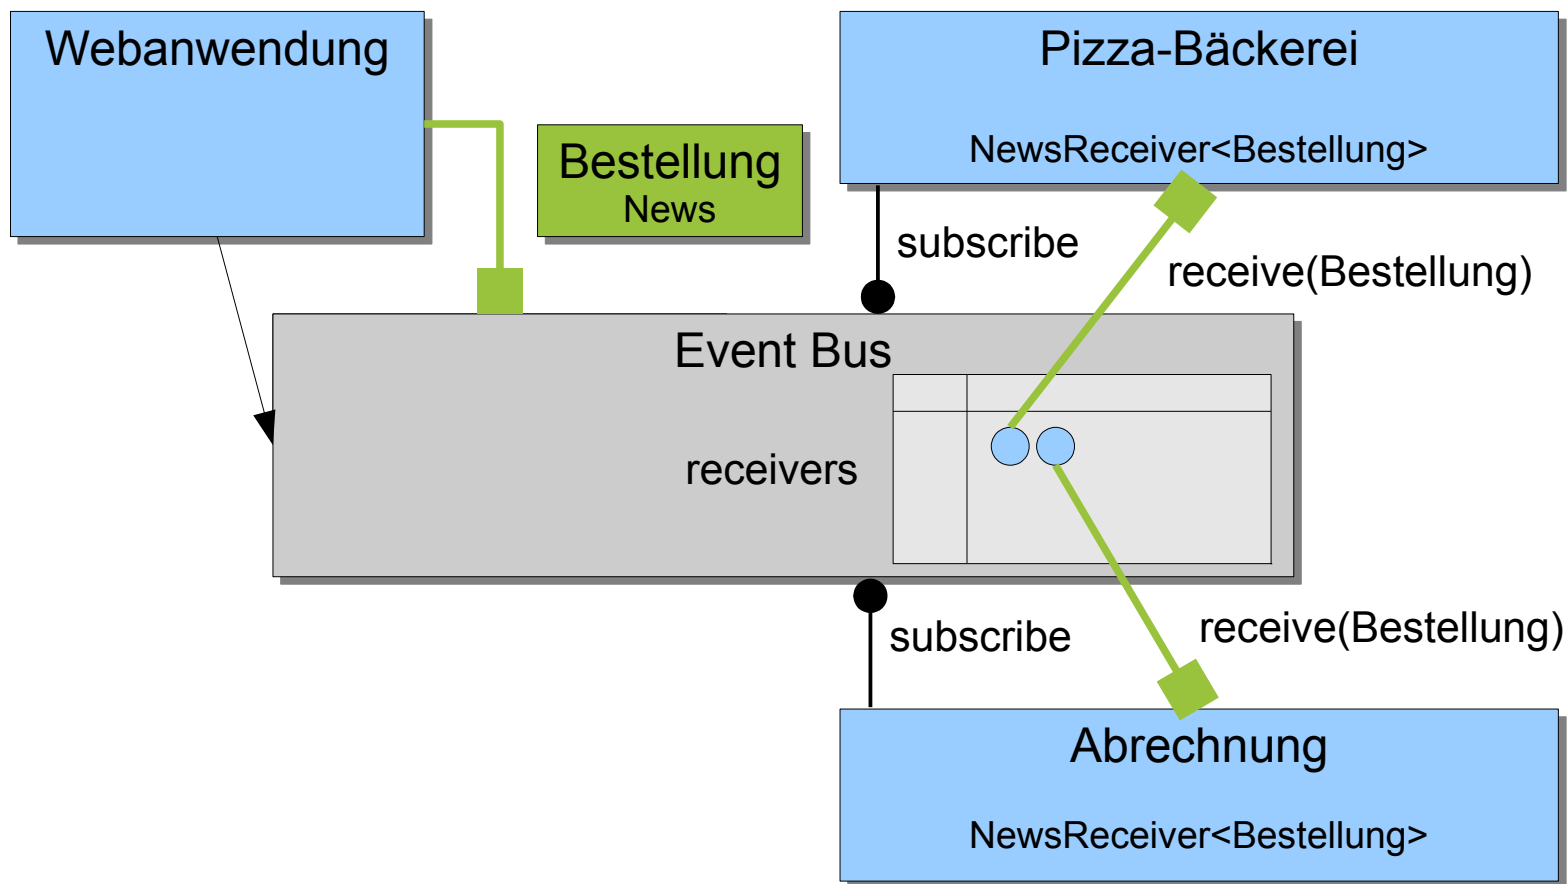 Webanwendung
Bestellung
News
Pizza-Bäckerei
NewsReceiver<Bestellung>
subscribe
receive(Bestellung)
Event Bus
receivers
subscribe
receive(Bestellung)
Abrechnung
NewsReceiver<Bestellung>